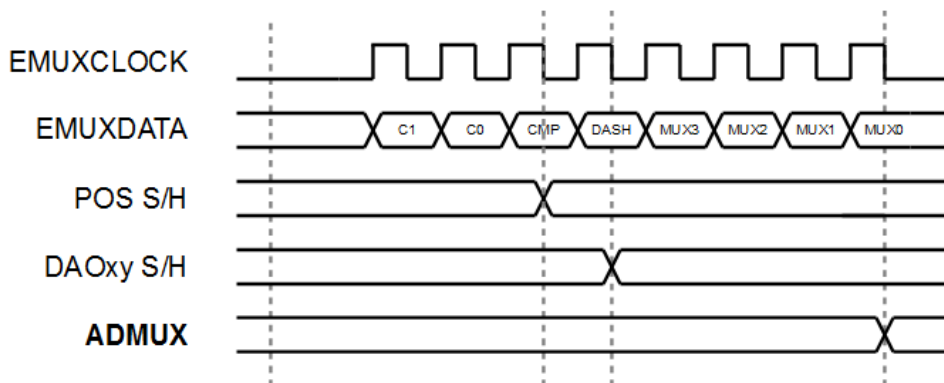 EMUXCLOCK
EMUXDATA C1 C0 CMP DASH MUX3 MUX2 MUX1 MUX0
POS S/H
DAOxy S/H
ADMUX